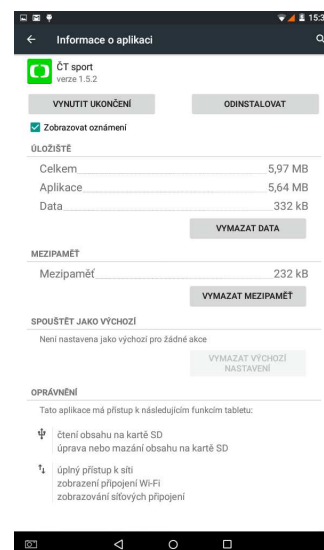 15:3
Informace o aplikaci
ČT sport
verze 1.5.2
VYNUTIT UKONČENÍ
ODINSTALOVAT
Zobrazovat oznámení
ÚLOŽIŠTĚ
Celkem 5,97 MB
Aplikace 5,64 MB
Data 332 kB
VYMAZAT DATA
MEZIPAMĚŤ
Mezipaměť 232 kB
VYMAZAT MEZIPAMĚŤ
SPOUŠTĚT JAKO VÝCHOZÍ
Není nastavena jako výchozí pro žádné akce
VYMAZAT VÝCHOZÍ
NASTAVENÍ
OPRÁVNĚNÍ
Tato aplikace má přístup k následujícím funkcím tabletu:
čtení obsahu na kartě SD
úprava nebo mazání obsahu na kartě SD
úplný přístup k síti
zobrazení připojení Wi-Fi
zobrazování síťových připojení